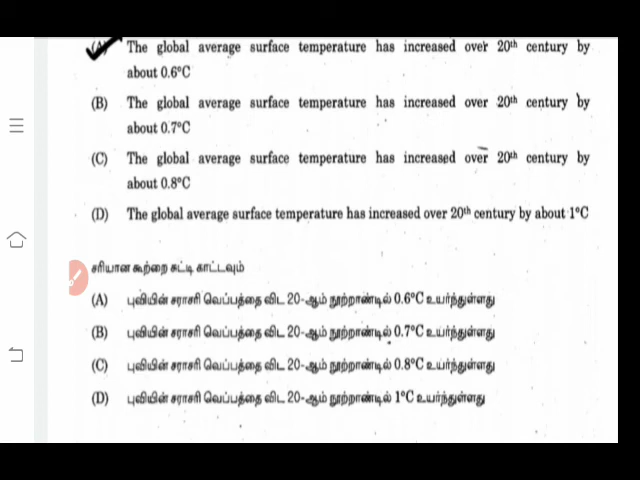 (A) The global average surface temperature has increased over 20th century by
about 0.6°C
(B) The global average surface temperature has increased over 20th century by
about 0.7°C
(C) The global average surface temperature has increased over 20th century by
about 0.8°C
(D) The global average surface temperature has increased over 20th century by about 1°C
சரியான கூற்றை சுட்டி காட்டவும்
(A) புவியின் சராசரி வெப்பத்தை விட 20-ஆம் நூற்றாண்டில் 0.6°C உயர்ந்துள்ளது
(B) புவியின் சராசரி வெப்பத்தை விட 20-ஆம் நூற்றாண்டில் 0.7°C உயர்ந்துள்ளது
(C) புவியின் சராசரி வெப்பத்தை விட 20-ஆம் நூற்றாண்டில் 0.8°C உயர்ந்துள்ளது
(D) புவியின் சராசரி வெப்பத்தை விட 20-ஆம் நூற்றாண்டில் 1°C உயர்ந்துள்ளது